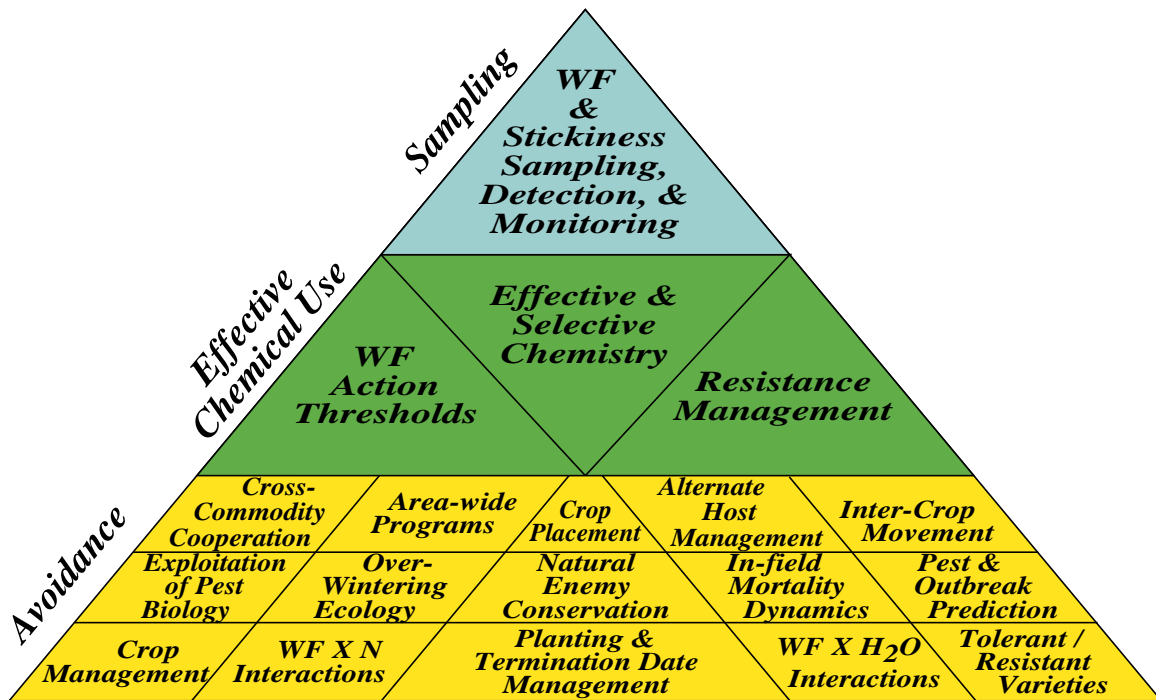 Sampling
WF
&
Stickiness
Sampling,
Detection, &
Monitoring
Effective
Chemical Use
WF
Action
Thresholds
Effective &
Selective
Chemistry
Resistance
Management
Avoidance
Cross-
Commodity
Cooperation
Area-wide
Programs
Crop
Placement
Alternate
Host
Management
Inter-Crop
Movement
Exploitation
of Pest
Biology
Over-
Wintering
Ecology
Natural
Enemy
Conservation
In-field
Mortality
Dynamics
Pest &
Outbreak
Prediction
Crop
Management
WF X N
Interactions
Planting &
Termination Date
Management
WF X H₂O
Interactions
Tolerant /
Resistant
Varieties